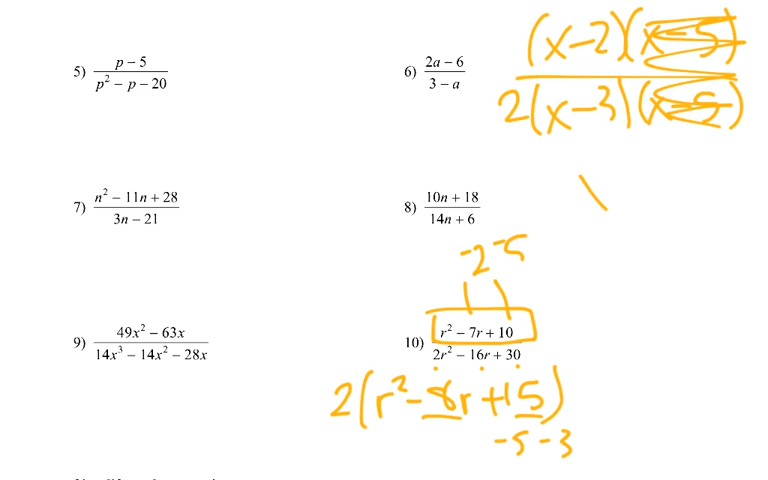 (x-2)(x-5)
2(x-3)(x-5)
5) p − 5 / p² − p − 20
6) 2a − 6 / 3 − a
7) n² − 11n + 28 / 3n − 21
8) 10n + 18 / 14n + 6
-2 -5
9) 49x² − 63x / 14x³ − 14x² − 28x
10) r² − 7r + 10 / 2r² − 16r + 30
2(r²-8r+15)
-5 -3